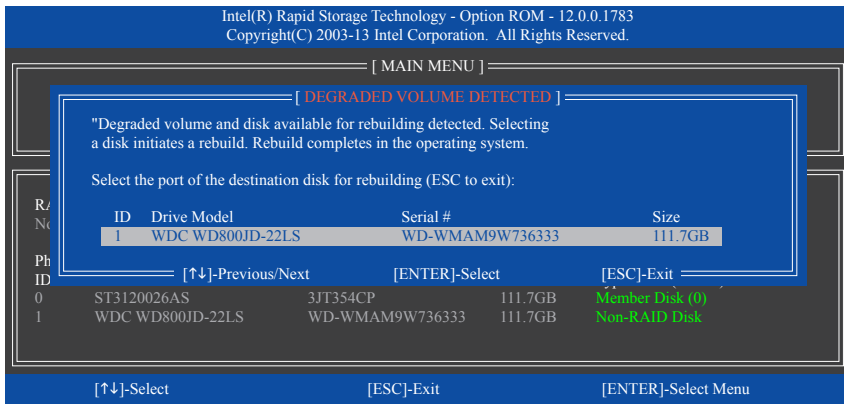 Intel(R) Rapid Storage Technology - Option ROM - 12.0.0.1783
Copyright(C) 2003-13 Intel Corporation. All Rights Reserved.
[ MAIN MENU ]
[ DEGRADED VOLUME DETECTED ]
"Degraded volume and disk available for rebuilding detected. Selecting
a disk initiates a rebuild. Rebuild completes in the operating system.
Select the port of the destination disk for rebuilding (ESC to exit):
ID Drive Model Serial # Size
1 WDC WD800JD-22LS WD-WMAM9W736333 111.7GB
[↑↓]-Previous/Next [ENTER]-Select [ESC]-Exit
ID
0 ST3120026AS 3JT354CP 111.7GB Member Disk (0)
1 WDC WD800JD-22LS WD-WMAM9W736333 111.7GB Non-RAID Disk
[↑↓]-Select [ESC]-Exit [ENTER]-Select Menu